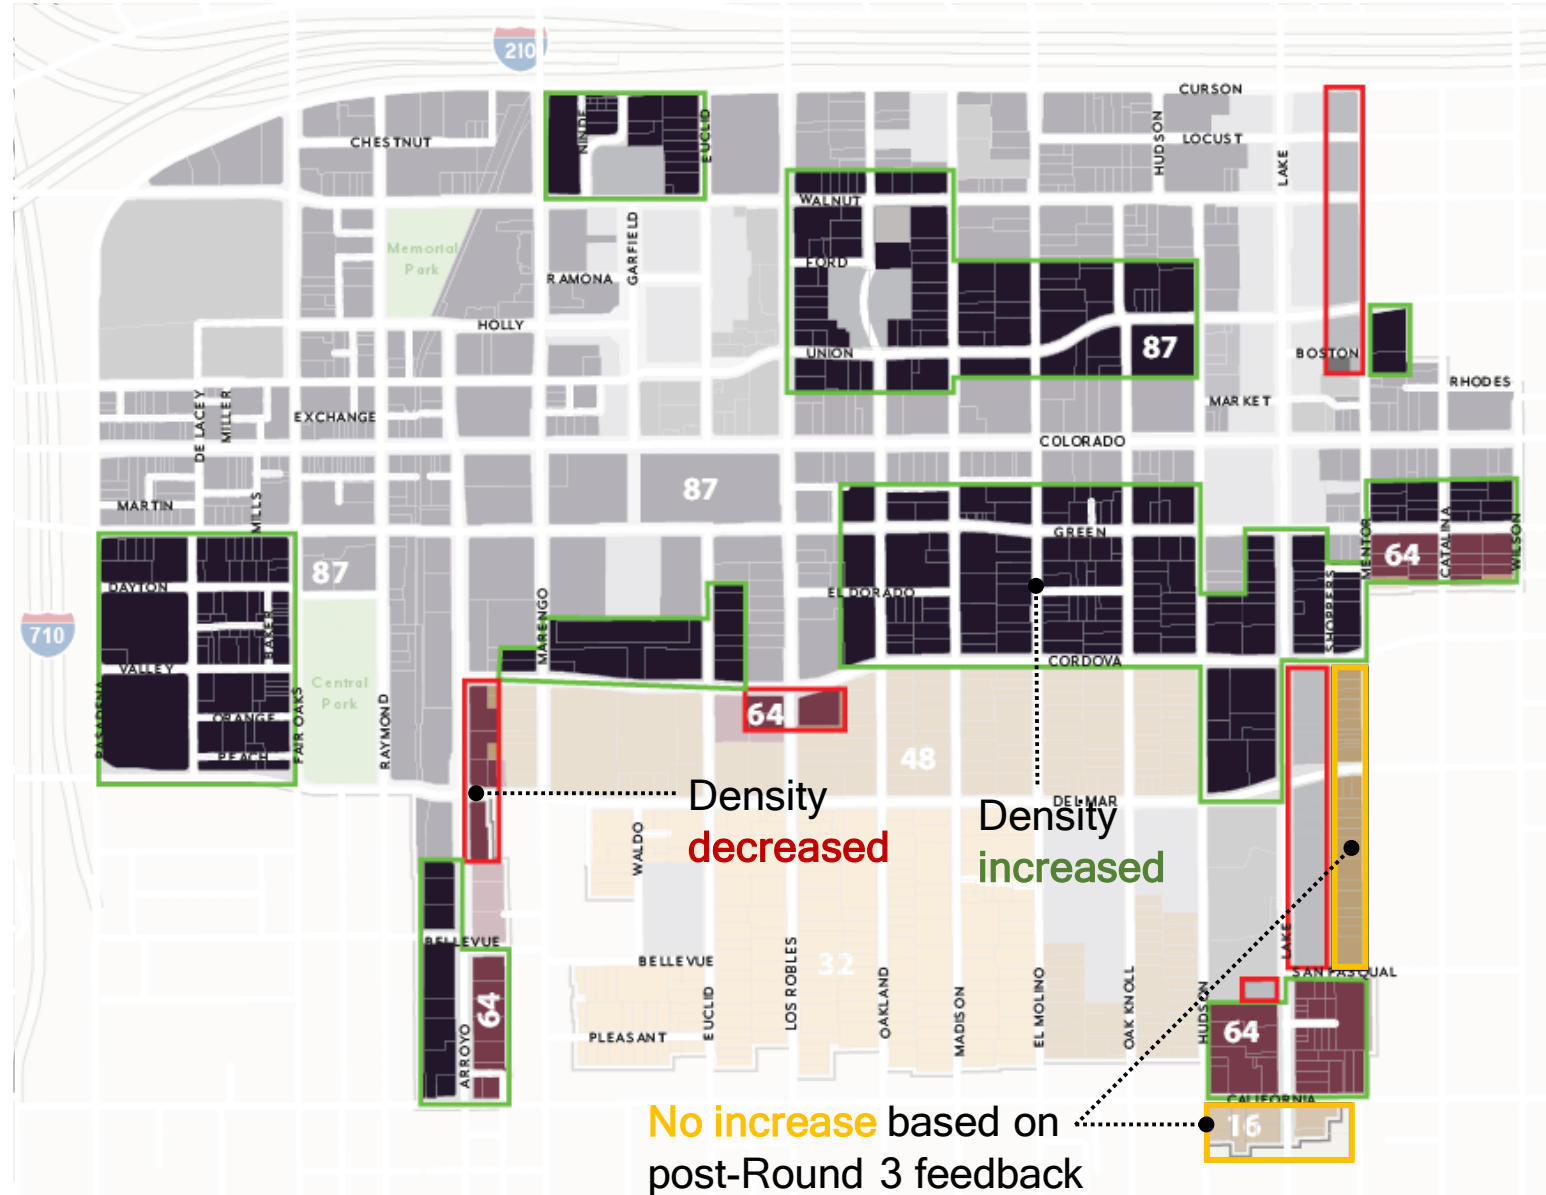 210
CURSON
CHESTNUT
NINDE
EUCLID
HUDSON
LOCUST
LAKE
WALNUT
Memorial
Park
GARFIELD
FORD
RAMONA
HOLLY
UNION
87
BOSTON
RHODES
DE LACEY
MILLER
EXCHANGE
MARKET
COLORADO
87
MARTIN
MILLS
GREEN
MENTOR
64
CATALINA
WILSON
87
DAYTON
BAKER
MARENGO
EL DORADO
SHOPPERS
710
VALLEY
CORDOVA
Central
Park
PASADENA
ORANGE
FAIR OAKS
RAYMOND
PEACH
64
48
Density
decreased
DEL MAR
Density
increased
WALDO
BELLEVUE
LAKE
BELLEVUE
32
SAN PASQUAL
64
ARROYO
PLEASANT
EUCLID
LOS ROBLES
OAKLAND
MADISON
EL MOLINO
OAK KNOLL
HUDSON
64
CALIFORNIA
16
No increase based on
post-Round 3 feedback